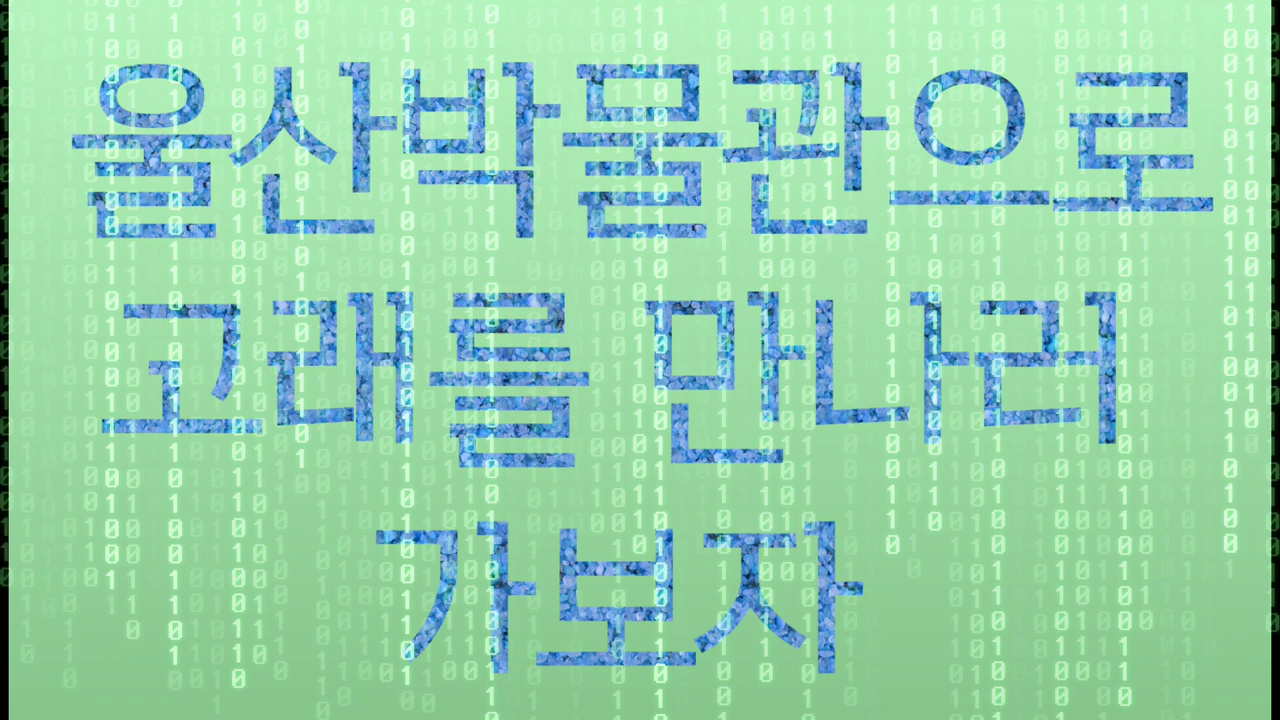 울산박물관으로
고래를 만나러
가보자